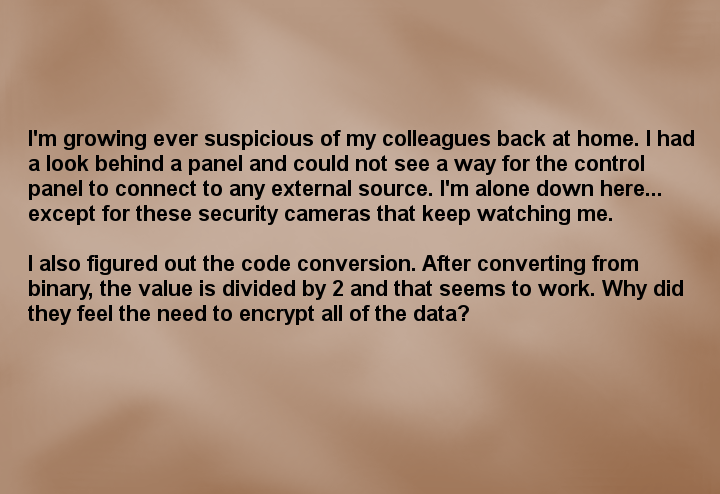 I'm growing ever suspicious of my colleagues back at home. I had
a look behind a panel and could not see a way for the control
panel to connect to any external source. I'm alone down here...
except for these security cameras that keep watching me.
I also figured out the code conversion. After converting from
binary, the value is divided by 2 and that seems to work. Why did
they feel the need to encrypt all of the data?